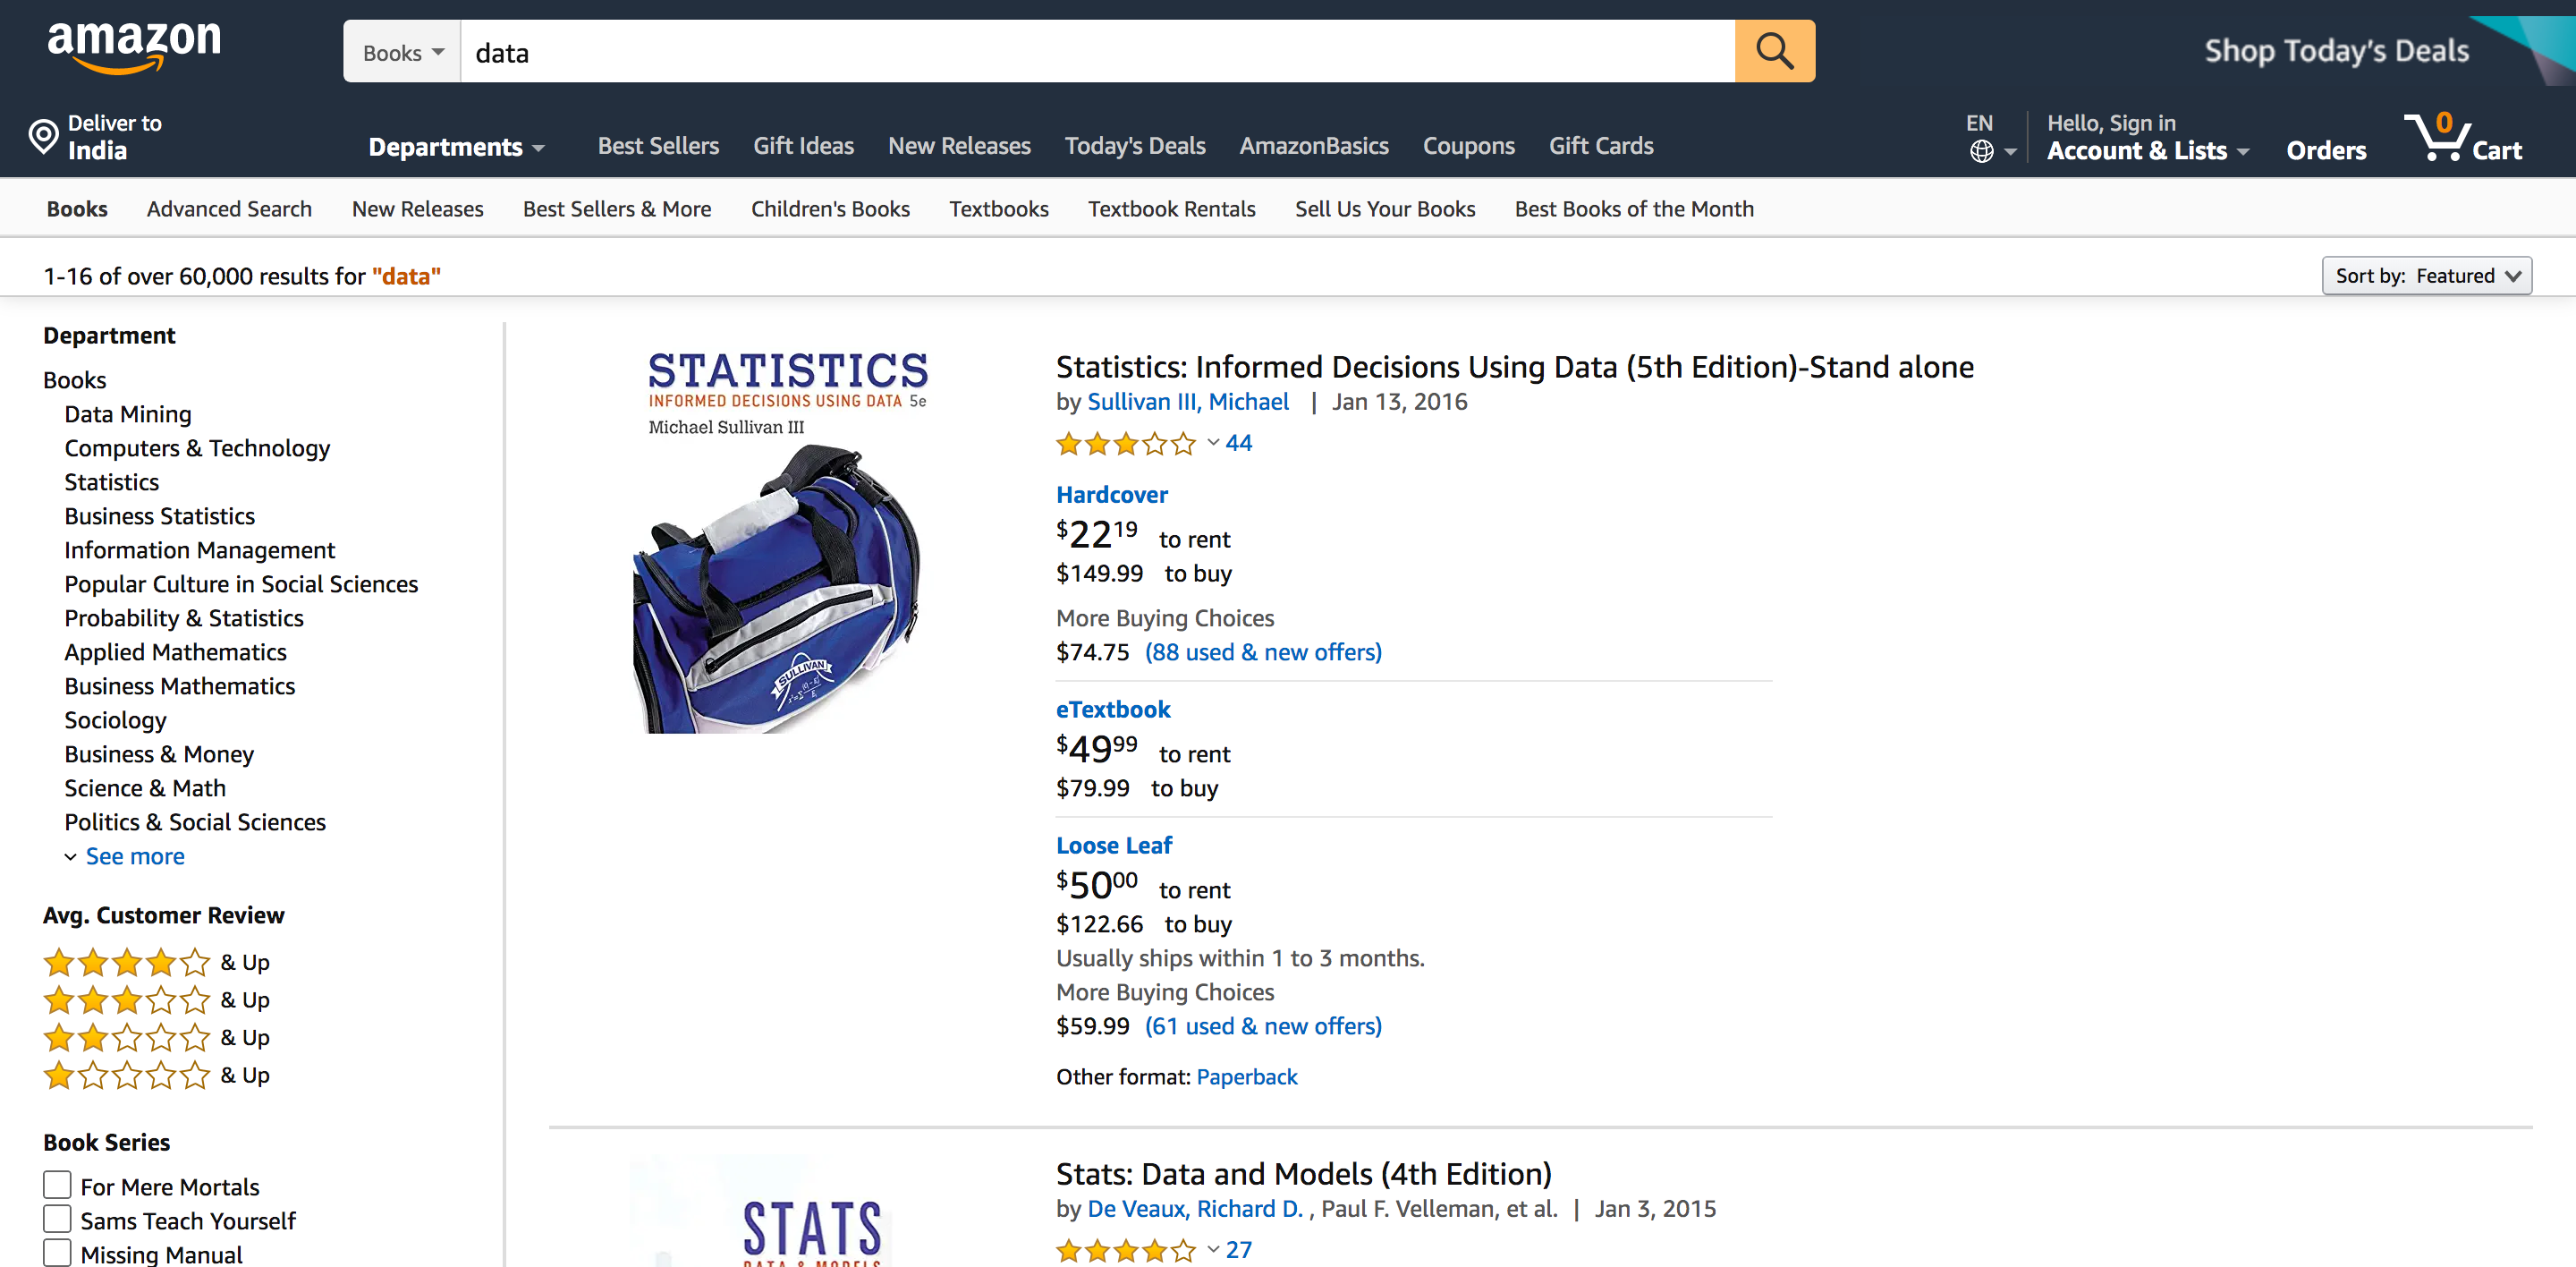 amazon
Books
data
Shop Today's Deals
Deliver to
India
Departments
Best Sellers
Gift Ideas
New Releases
Today's Deals
AmazonBasics
Coupons
Gift Cards
EN
Hello, Sign in
Account & Lists
Orders
0
Cart
Books
Advanced Search
New Releases
Best Sellers & More
Children's Books
Textbooks
Textbook Rentals
Sell Us Your Books
Best Books of the Month
1-16 of over 60,000 results for "data"
Sort by: Featured
Department
Books
Data Mining
Computers & Technology
Statistics
Business Statistics
Information Management
Popular Culture in Social Sciences
Probability & Statistics
Applied Mathematics
Business Mathematics
Sociology
Business & Money
Science & Math
Politics & Social Sciences
See more
Avg. Customer Review
& Up
& Up
& Up
& Up
Book Series
For Mere Mortals
Sams Teach Yourself
Missing Manual
STATISTICS
INFORMED DECISIONS USING DATA 5e
Michael Sullivan III
SULLIVAN
Statistics: Informed Decisions Using Data (5th Edition)-Stand alone
by Sullivan III, Michael | Jan 13, 2016
44
Hardcover
$22 19 to rent
$149.99 to buy
More Buying Choices
$74.75 (88 used & new offers)
eTextbook
$49 99 to rent
$79.99 to buy
Loose Leaf
$50 00 to rent
$122.66 to buy
Usually ships within 1 to 3 months.
More Buying Choices
$59.99 (61 used & new offers)
Other format: Paperback
STATS
DATA & MODELS
Stats: Data and Models (4th Edition)
by De Veaux, Richard D. , Paul F. Velleman, et al. | Jan 3, 2015
27